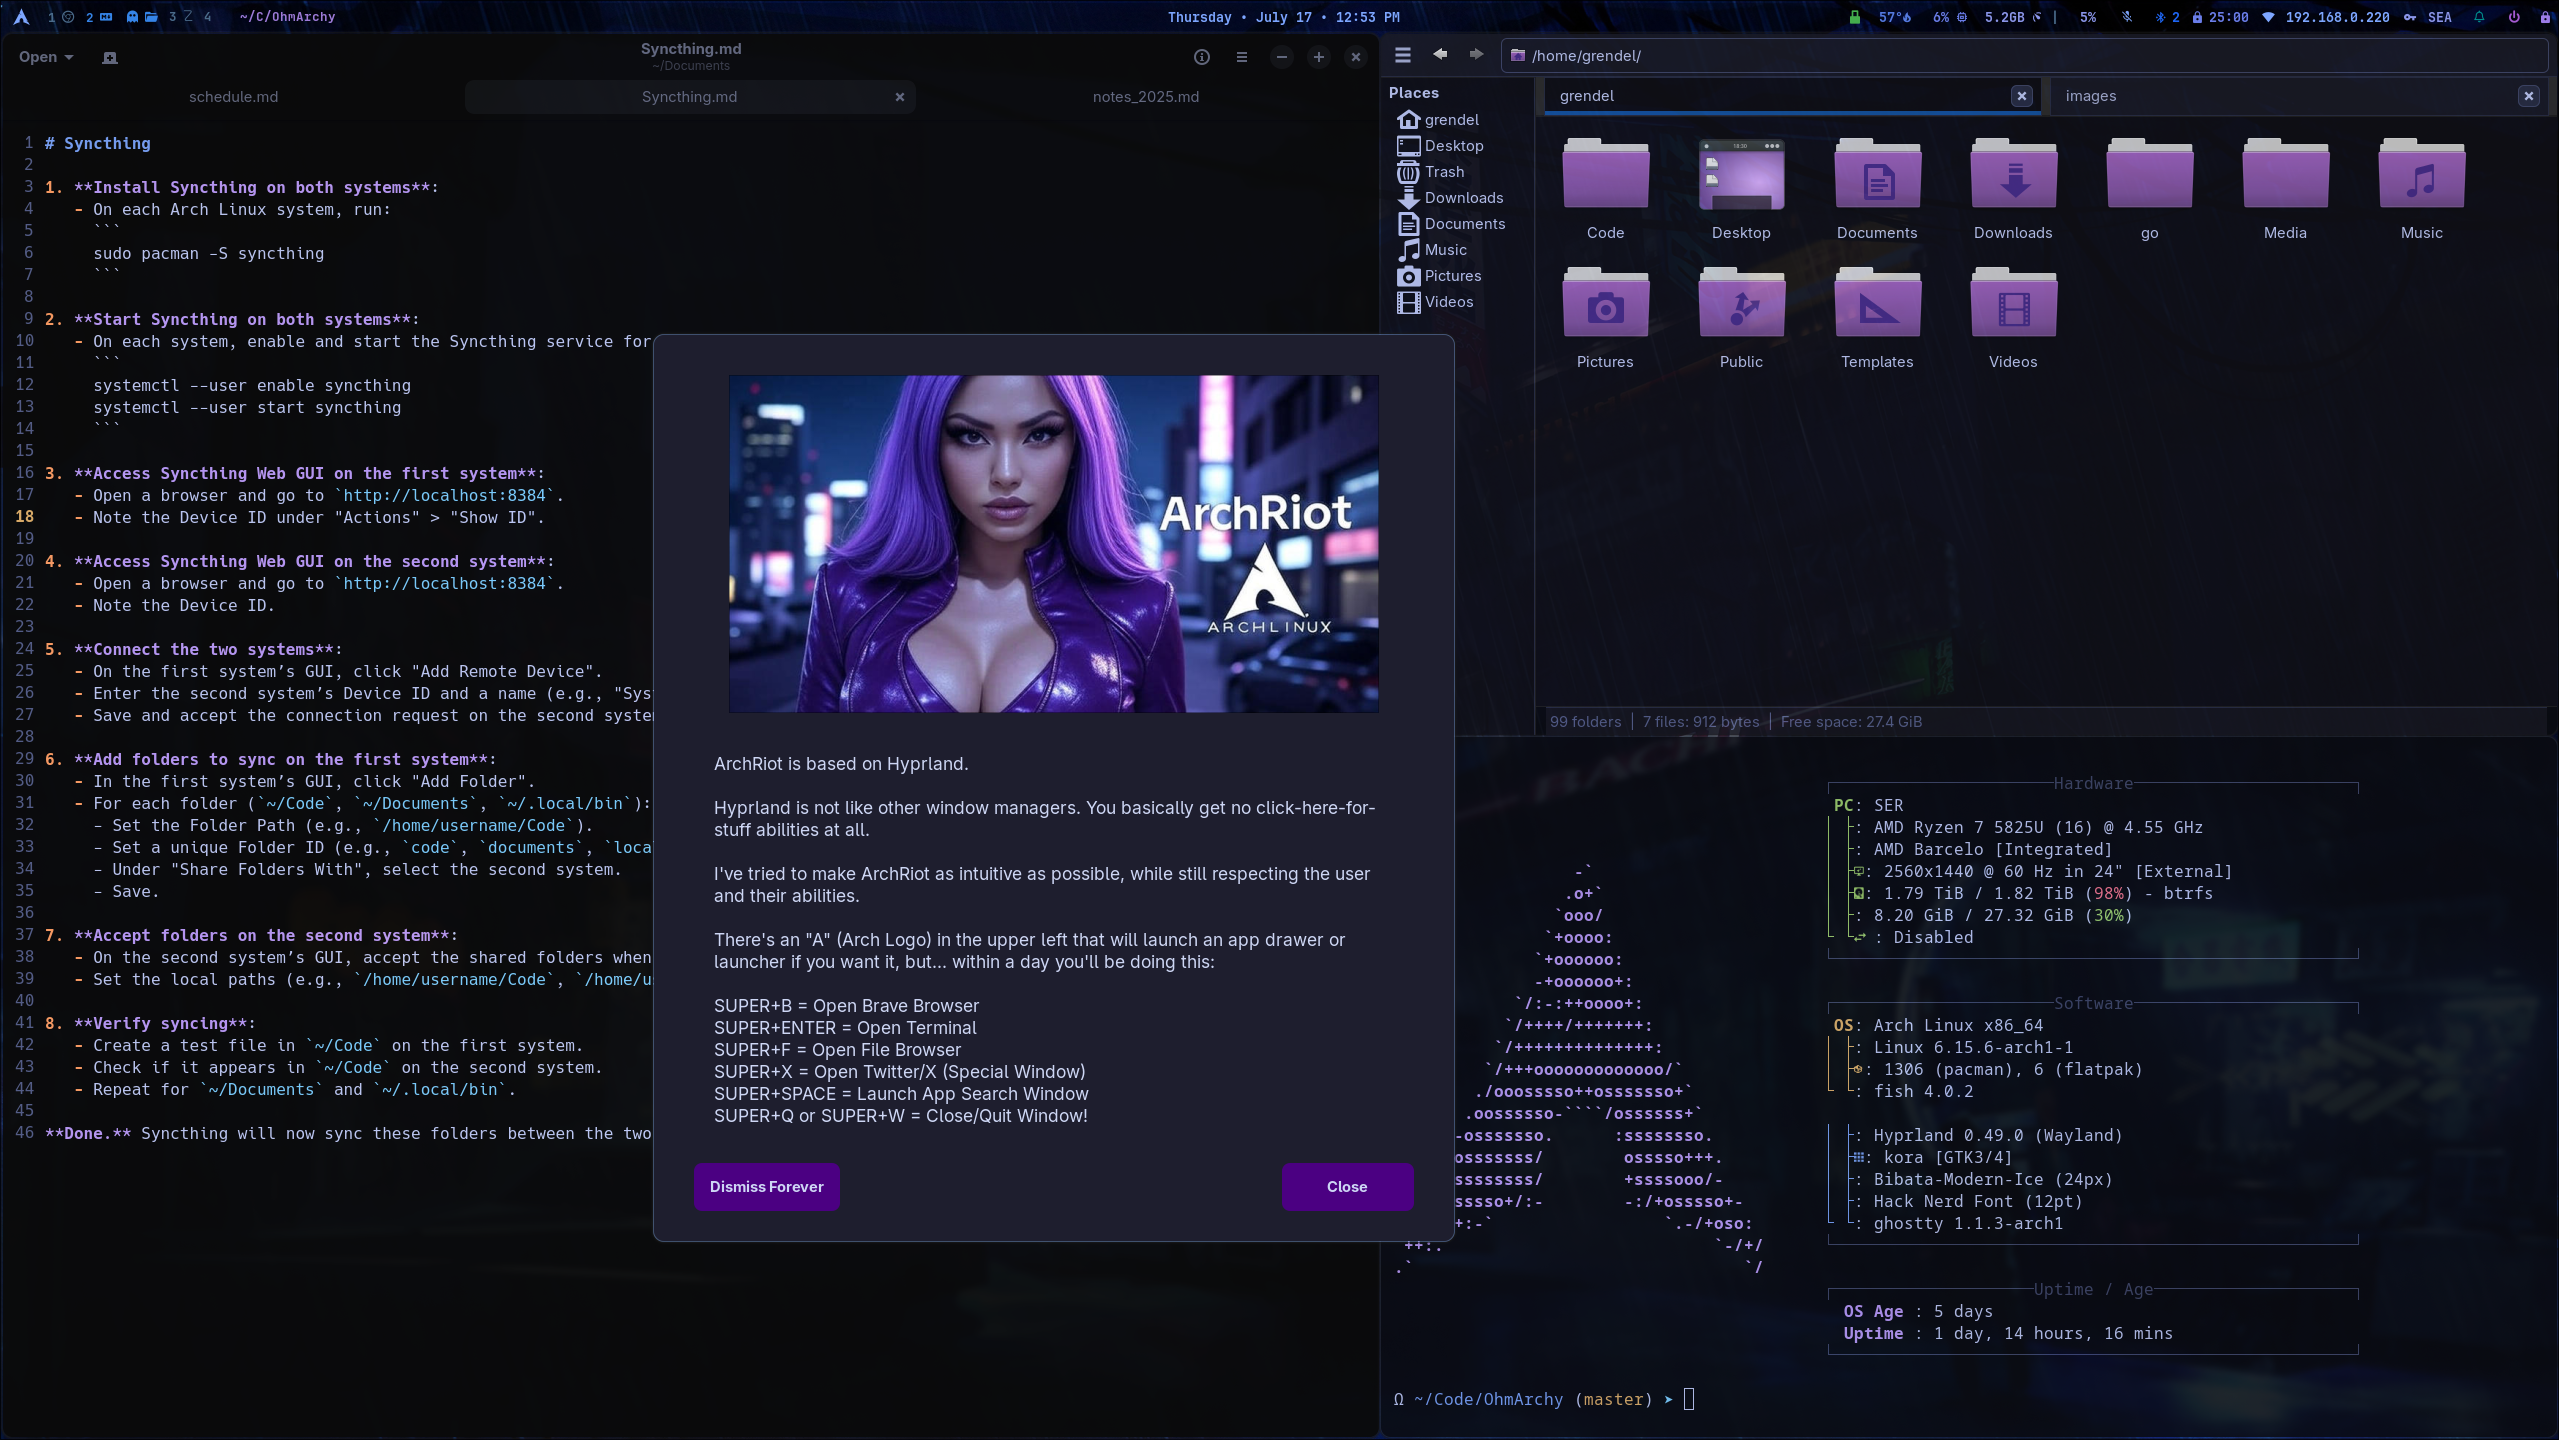 1 2 3 4 ~/C/OhmArchy
Thursday • July 17 • 12:53 PM
57° 6% 5.2GB | 5% 2 25:00 192.168.0.220 SEA
Open
Syncthing.md
~/Documents
schedule.md Syncthing.md notes_2025.md
1 # Syncthing
2
3 1. **Install Syncthing on both systems**:
4 - On each Arch Linux system, run:
5 ```
6 sudo pacman -S syncthing
7 ```
8
9 2. **Start Syncthing on both systems**:
10 - On each system, enable and start the Syncthing service for
11 ```
12 systemctl --user enable syncthing
13 systemctl --user start syncthing
14 ```
15
16 3. **Access Syncthing Web GUI on the first system**:
17 - Open a browser and go to `http://localhost:8384`.
18 - Note the Device ID under "Actions" > "Show ID".
19
20 4. **Access Syncthing Web GUI on the second system**:
21 - Open a browser and go to `http://localhost:8384`.
22 - Note the Device ID.
23
24 5. **Connect the two systems**:
25 - On the first system’s GUI, click "Add Remote Device".
26 - Enter the second system’s Device ID and a name (e.g., "Sys
27 - Save and accept the connection request on the second system
28
29 6. **Add folders to sync on the first system**:
30 - In the first system’s GUI, click "Add Folder".
31 - For each folder (`~/Code`, `~/Documents`, `~/.local/bin`):
32 - Set the Folder Path (e.g., `/home/username/Code`).
33 - Set a unique Folder ID (e.g., `code`, `documents`, `loca
34 - Under "Share Folders With", select the second system.
35 - Save.
36
37 7. **Accept folders on the second system**:
38 - On the second system’s GUI, accept the shared folders when
39 - Set the local paths (e.g., `/home/username/Code`, `/home/us
40
41 8. **Verify syncing**:
42 - Create a test file in `~/Code` on the first system.
43 - Check if it appears in `~/Code` on the second system.
44 - Repeat for `~/Documents` and `~/.local/bin`.
45
46 **Done.** Syncthing will now sync these folders between the two
ArchRiot
ARCHLINUX
ArchRiot is based on Hyprland.
Hyprland is not like other window managers. You basically get no click-here-for-
stuff abilities at all.
I've tried to make ArchRiot as intuitive as possible, while still respecting the user
and their abilities.
There's an "A" (Arch Logo) in the upper left that will launch an app drawer or
launcher if you want it, but... within a day you'll be doing this:
SUPER+B = Open Brave Browser
SUPER+ENTER = Open Terminal
SUPER+F = Open File Browser
SUPER+X = Open Twitter/X (Special Window)
SUPER+SPACE = Launch App Search Window
SUPER+Q or SUPER+W = Close/Quit Window!
Dismiss Forever Close
/home/grendel/
Places
grendel
Desktop
Trash
Downloads
Documents
Music
Pictures
Videos
grendel images
Code Desktop Documents Downloads go Media Music
Pictures Public Templates Videos
99 folders | 7 files: 912 bytes | Free space: 27.4 GiB
-`
.o+`
`ooo/
`+oooo:
`+oooooo:
-+oooooo+:
`/:-:++oooo+:
`/++++/+++++++:
`/++++++++++++++:
`/+++ooooooooooooo/`
./ooosssso++osssssso+`
.oossssso-````/ossssss+`
-osssssso. :ssssssso.
osssssss/ osssso+++.
ssssssss/ +ssssooo/-
sssso+/:- -:/+osssso+-
+:-` `.-/+oso:
++:. `-/+/
.` `/
Hardware
PC: SER
: AMD Ryzen 7 5825U (16) @ 4.55 GHz
: AMD Barcelo [Integrated]
: 2560x1440 @ 60 Hz in 24" [External]
: 1.79 TiB / 1.82 TiB (98%) - btrfs
: 8.20 GiB / 27.32 GiB (30%)
: Disabled
Software
OS: Arch Linux x86_64
: Linux 6.15.6-arch1-1
: 1306 (pacman), 6 (flatpak)
: fish 4.0.2
: Hyprland 0.49.0 (Wayland)
: kora [GTK3/4]
: Bibata-Modern-Ice (24px)
: Hack Nerd Font (12pt)
: ghostty 1.1.3-arch1
Uptime / Age
OS Age : 5 days
Uptime : 1 day, 14 hours, 16 mins
Ω ~/Code/OhmArchy (master) ➤